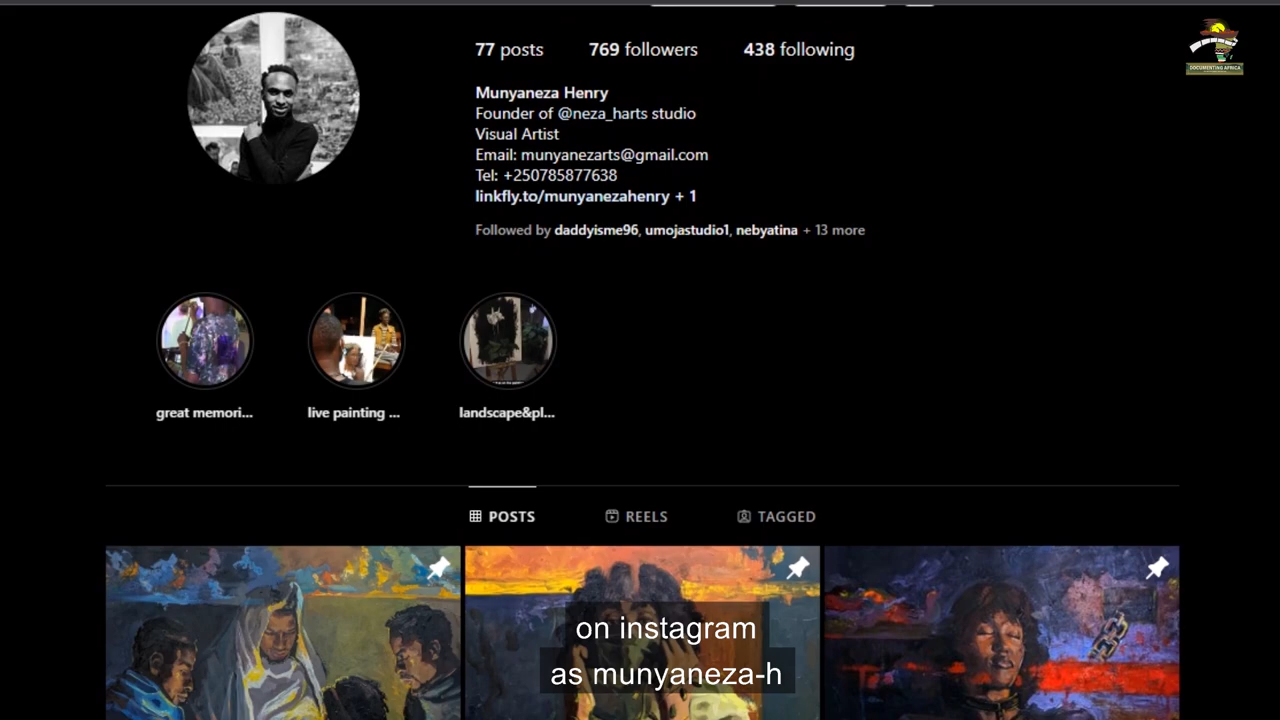 77 posts 769 followers 438 following
DOCUMENTING AFRICA
Munyaneza Henry
Founder of @neza_harts studio
Visual Artist
Email: munyanezarts@gmail.com
Tel: +250785877638
linkfly.to/munyanezahenry + 1
Followed by daddyisme96, umojastudio1, nebyatina + 13 more
great memori... live painting ... landscape&pl...
POSTS REELS TAGGED
on instagram
as munyaneza-h